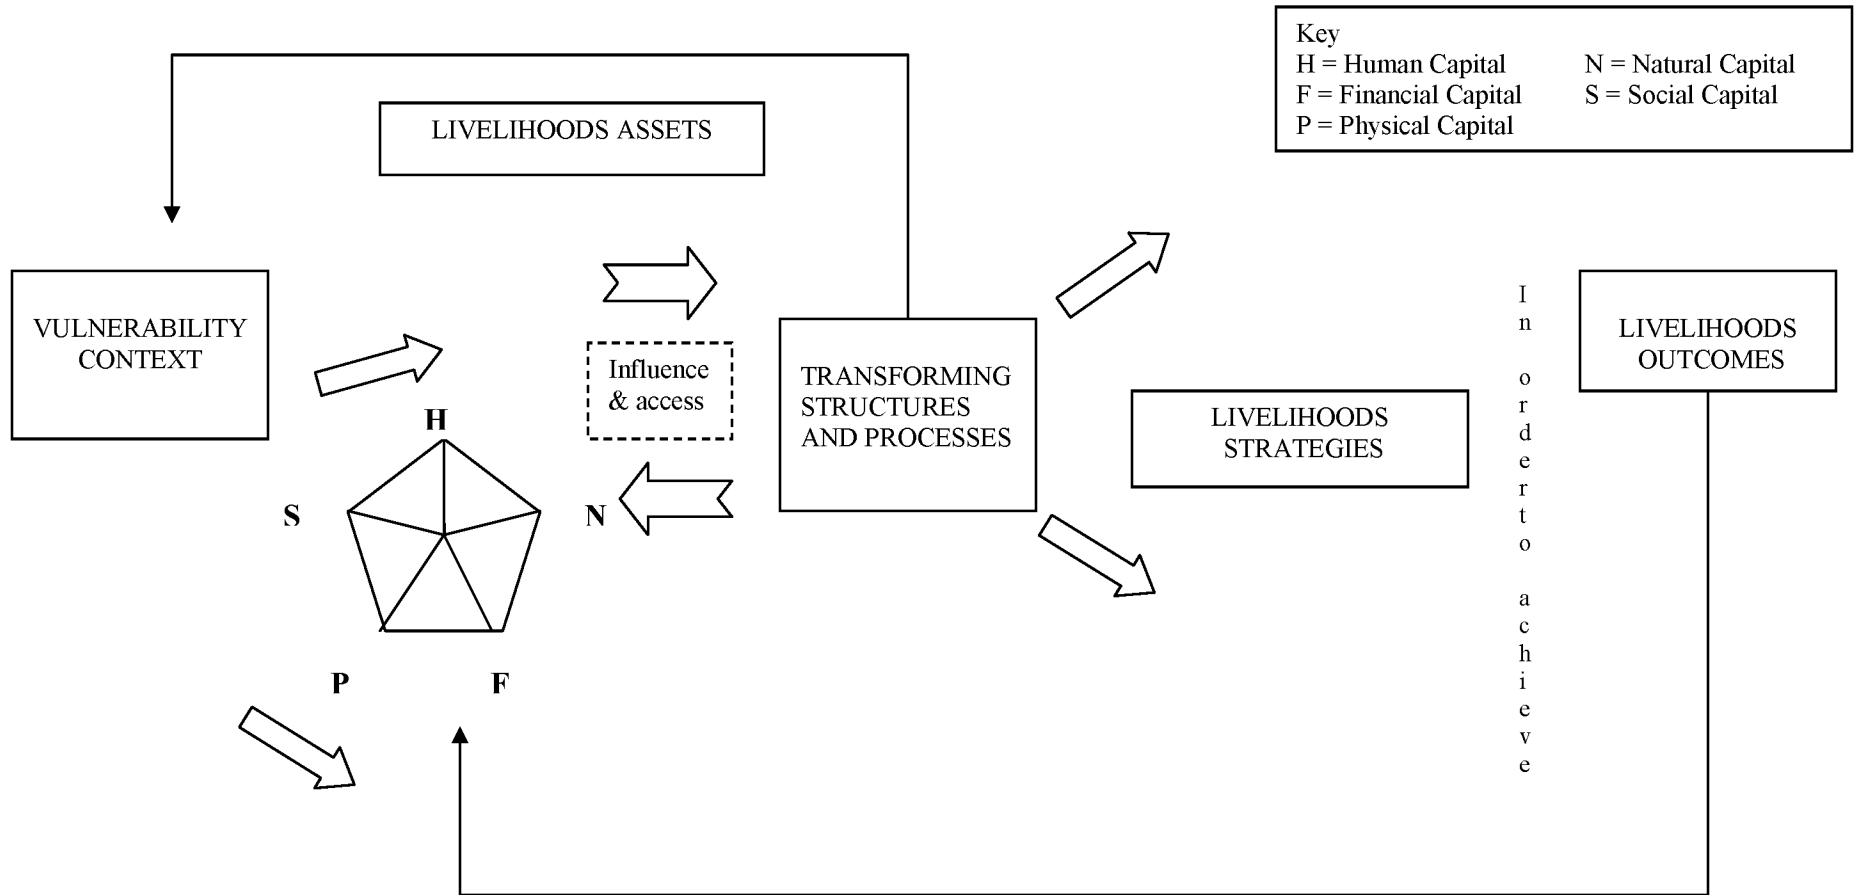 Key
H = Human Capital N = Natural Capital
F = Financial Capital S = Social Capital
P = Physical Capital
LIVELIHOODS ASSETS
VULNERABILITY
CONTEXT
Influence
& access
TRANSFORMING
STRUCTURES
AND PROCESSES
LIVELIHOODS
STRATEGIES
In order to achieve
LIVELIHOODS
OUTCOMES
H
S
N
P
F